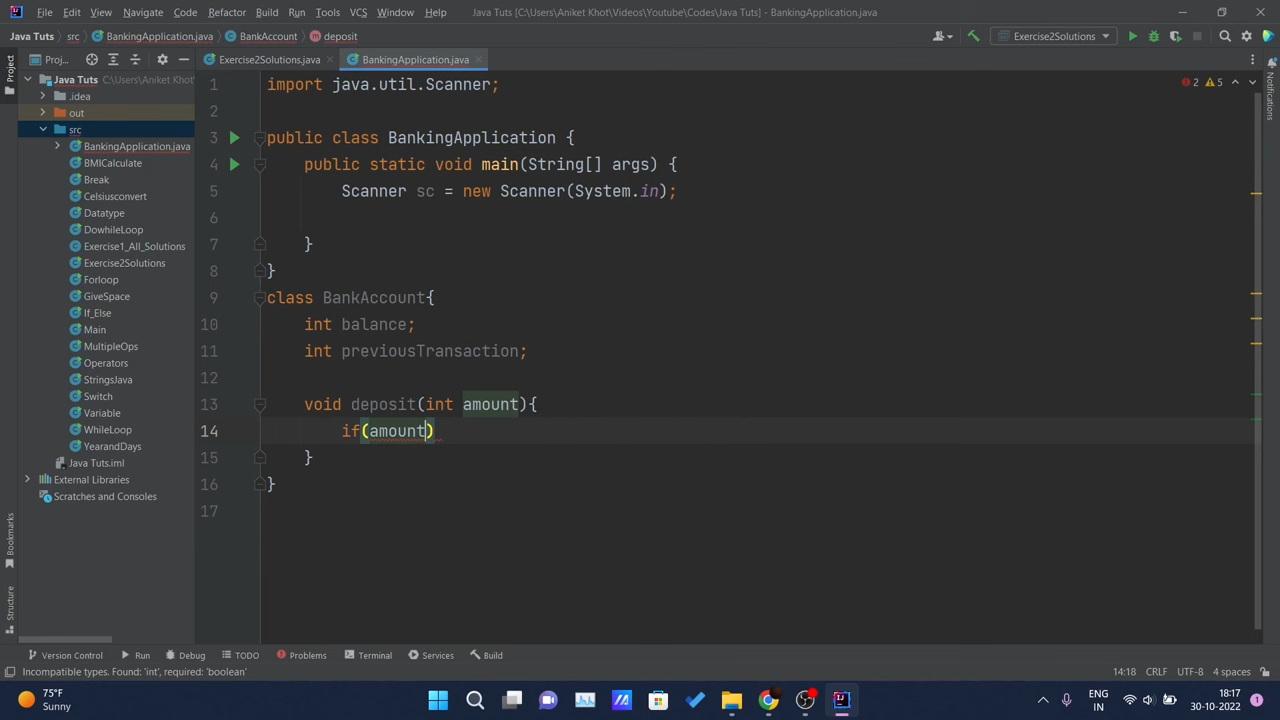 File Edit View Navigate Code Refactor Build Run Tools VCS Window Help Java Tuts [C:\Users\Aniket Khot\Videos\Youtube\Codes\Java Tuts] - BankingApplication.java
Java Tuts src BankingApplication.java BankAccount deposit Exercise2Solutions
Project Proj... Exercise2Solutions.java BankingApplication.java
Java Tuts C:\Users\Aniket Khot\
.idea
out
src
BankingApplication.java
BMICalculate
Break
Celsiusconvert
Datatype
DowhileLoop
Exercise1_All_Solutions
Exercise2Solutions
Forloop
GiveSpace
If_Else
Main
MultipleOps
Operators
StringsJava
Switch
Variable
WhileLoop
YearandDays
Java Tuts.iml
External Libraries
Scratches and Consoles
1 import java.util.Scanner;
2
3 public class BankingApplication {
4 public static void main(String[] args) {
5 Scanner sc = new Scanner(System.in);
6
7 }
8 }
9 class BankAccount{
10 int balance;
11 int previousTransaction;
12
13 void deposit(int amount){
14 if(amount)
15 }
16 }
17
2 5
Notifications
Bookmarks
Structure
Version Control Run Debug TODO Problems Terminal Services Build
Incompatible types. Found: 'int', required: 'boolean' 14:18 CRLF UTF-8 4 spaces
75°F
Sunny
ENG
IN
18:17
30-10-2022
1